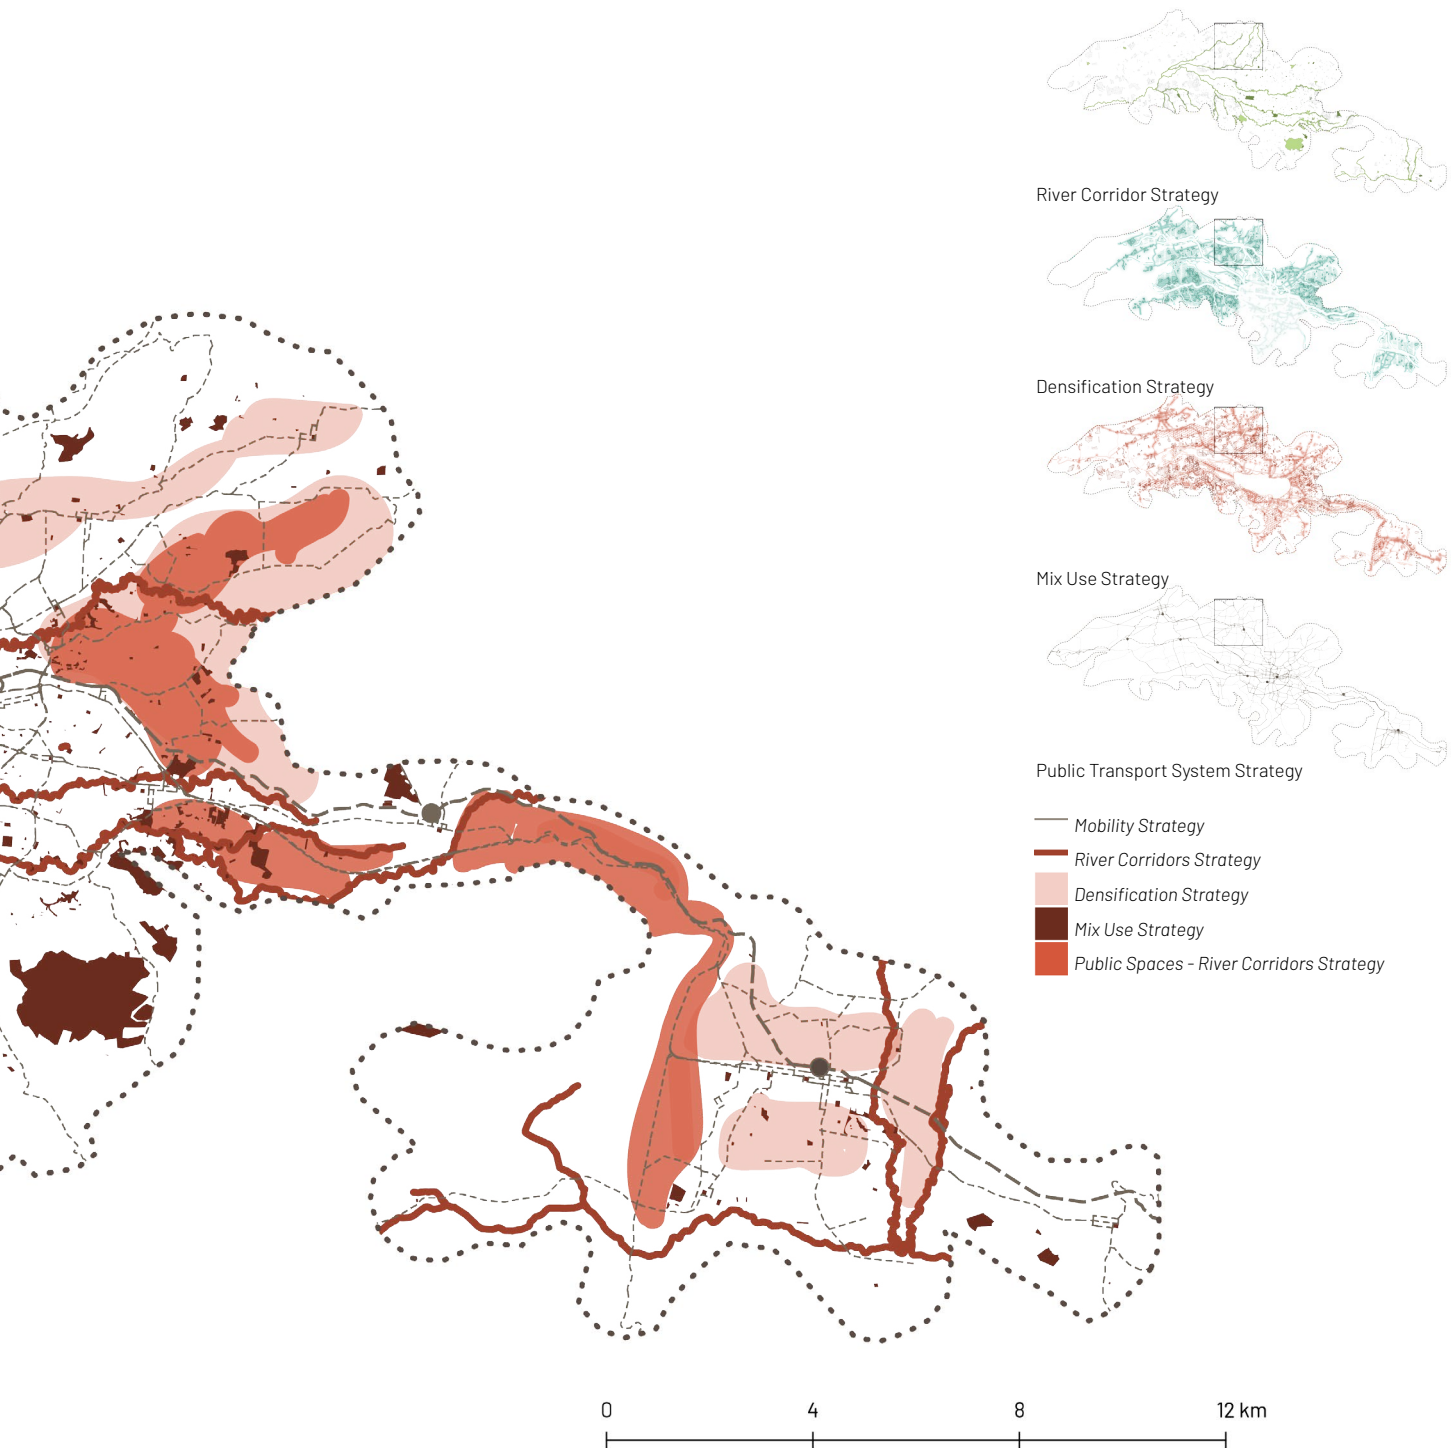 River Corridor Strategy
Densification Strategy
Mix Use Strategy
Public Transport System Strategy
Mobility Strategy
River Corridors Strategy
Densification Strategy
Mix Use Strategy
Public Spaces - River Corridors Strategy
0 4 8 12 km